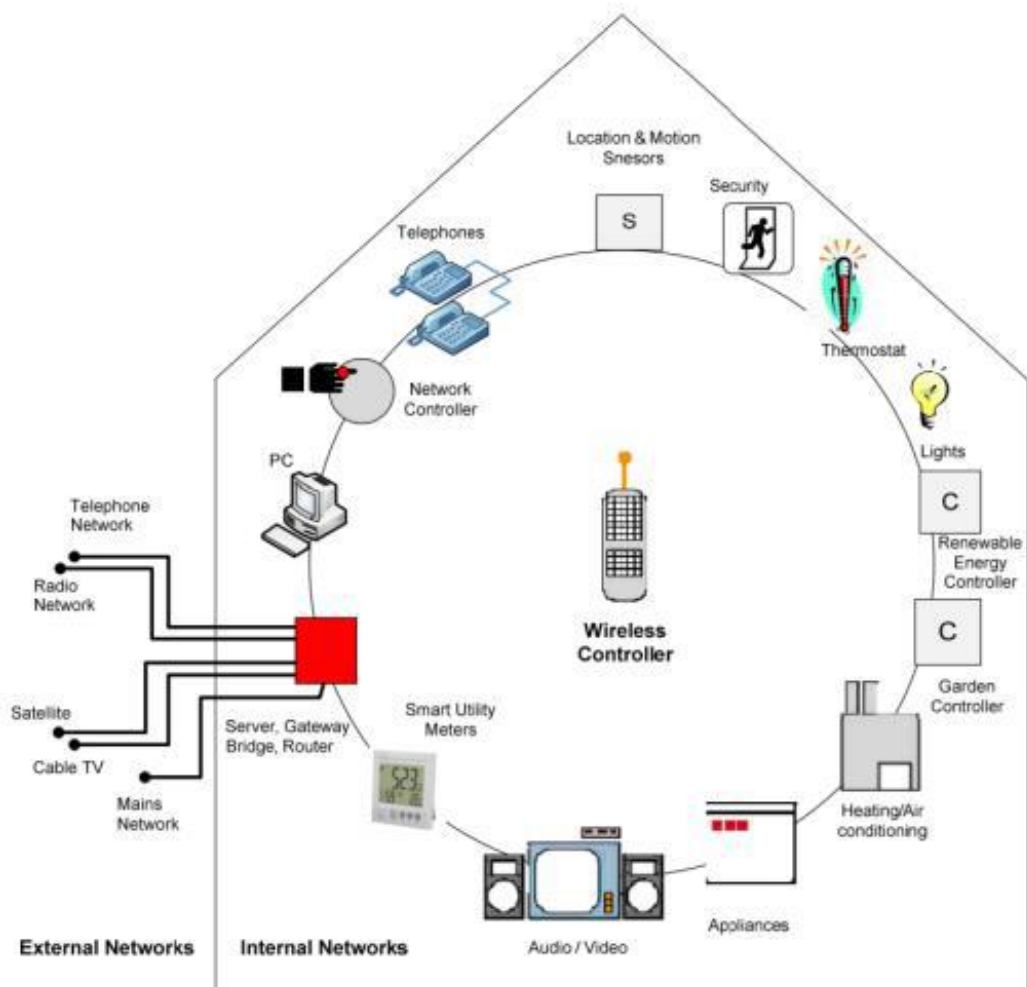 Location & Motion
Snesors
Security
S
Telephones
Thermostat
Network
Controller
Lights
PC
C
Telephone
Network
Renewable
Energy
Controller
Radio
Network
Wireless
Controller
C
Garden
Controller
Satellite
Smart Utility
Meters
Server, Gateway
Bridge, Router
Cable TV
523
Mains
Network
Heating/Air
conditioning
Appliances
External Networks
Internal Networks
Audio / Video